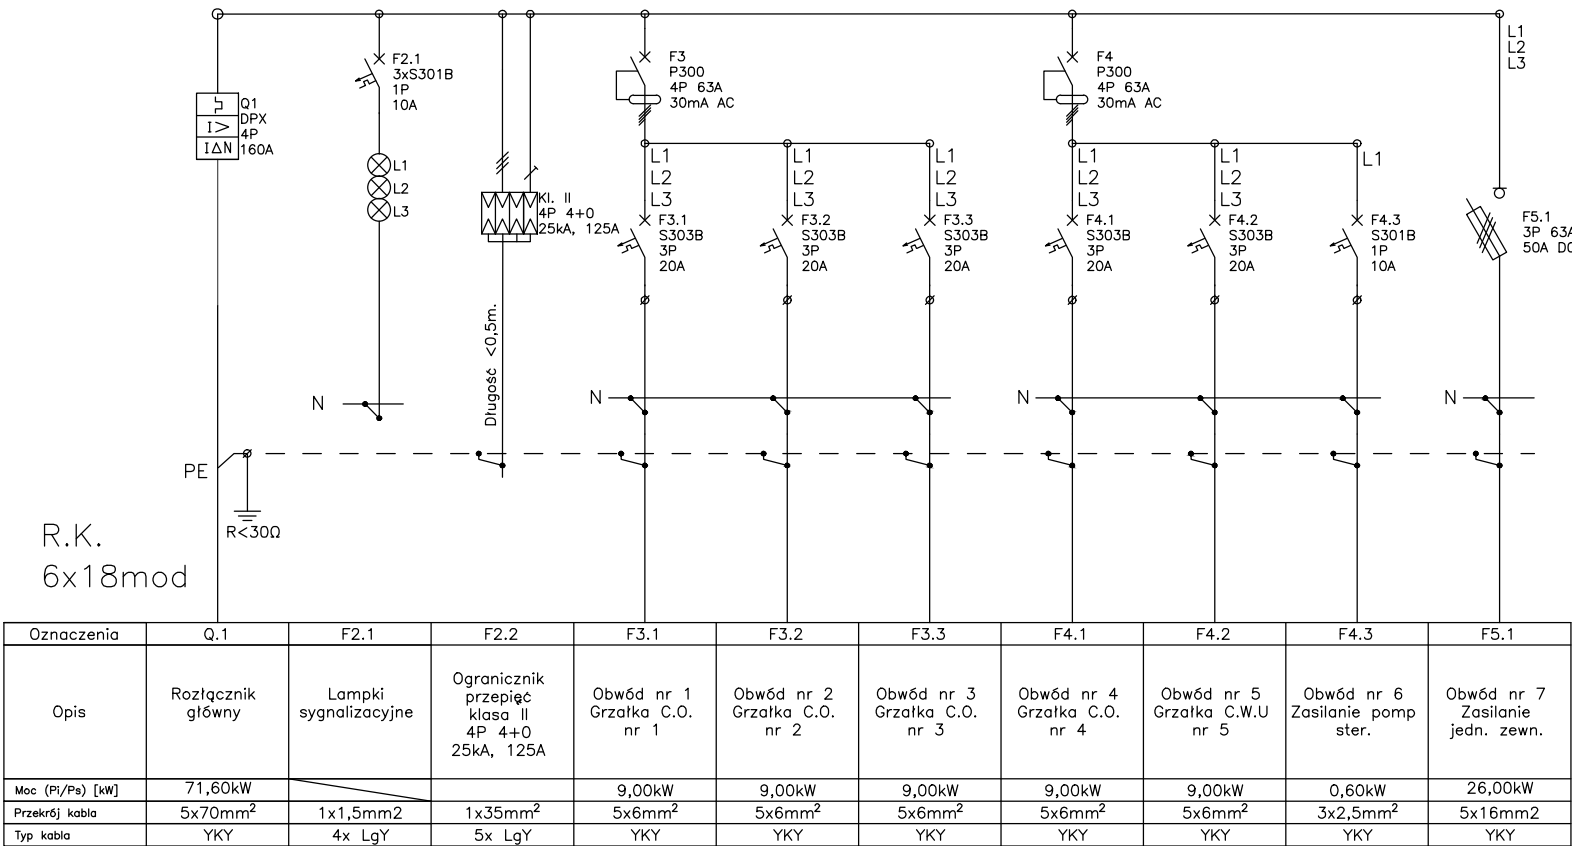 L1
L2
L3
Q1
DPX
4P
160A
I>
IΔN
F2.1
3xS301B
1P
10A
L1
L2
L3
Kl. II
4P 4+0
25kA, 125A
Długość <0,5m.
F3
P300
4P 63A
30mA AC
F4
P300
4P 63A
30mA AC
L1
L2
L3
L1
L2
L3
L1
L2
L3
L1
L2
L3
L1
L2
L3
L1
F3.1
S303B
3P
20A
F3.2
S303B
3P
20A
F3.3
S303B
3P
20A
F4.1
S303B
3P
20A
F4.2
S303B
3P
20A
F4.3
S301B
1P
10A
F5.1
3P 63A
50A
N
N
N
N
PE
R<30Ω
R.K.
6x18mod
Oznaczenia Q.1 F2.1 F2.2 F3.1 F3.2 F3.3 F4.1 F4.2 F4.3 F5.1
Opis
Rozłącznik
główny
Lampki
sygnalizacyjne
Ogranicznik
przepięć
klasa II
4P 4+0
25kA, 125A
Obwód nr 1
Grzałka C.O.
nr 1
Obwód nr 2
Grzałka C.O.
nr 2
Obwód nr 3
Grzałka C.O.
nr 3
Obwód nr 4
Grzałka C.O.
nr 4
Obwód nr 5
Grzałka C.W.U
nr 5
Obwód nr 6
Zasilanie pomp
ster.
Obwód nr 7
Zasilanie
jedn. zewn.
Moc (Pi/Ps) [kW] 71,60kW 9,00kW 9,00kW 9,00kW 9,00kW 9,00kW 0,60kW 26,00kW
Przekrój kabla 5x70mm² 1x1,5mm2 1x35mm² 5x6mm² 5x6mm² 5x6mm² 5x6mm² 5x6mm² 3x2,5mm² 5x16mm2
Typ kabla YKY 4x LgY 5x LgY YKY YKY YKY YKY YKY YKY YKY